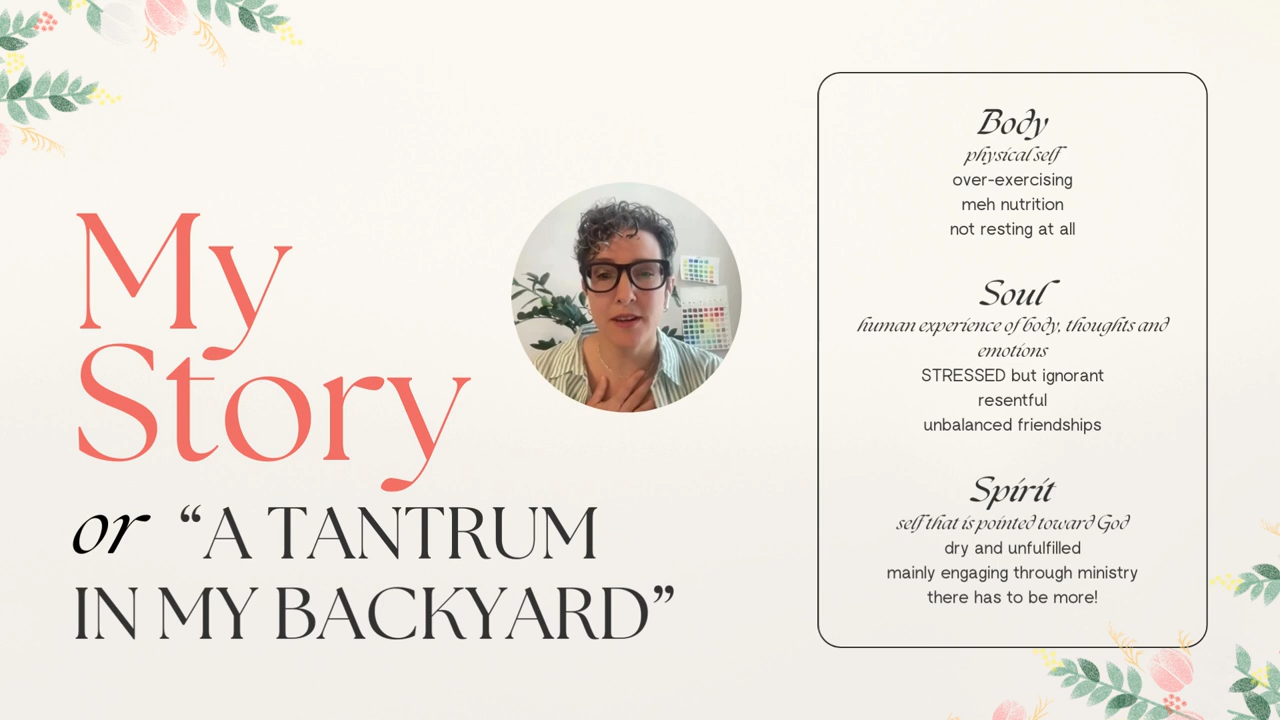 My
Story
or “A TANTRUM
IN MY BACKYARD”
Body
physical self
over-exercising
meh nutrition
not resting at all
Soul
human experience of body, thoughts and
emotions
STRESSED but ignorant
resentful
unbalanced friendships
Spirit
self that is pointed toward God
dry and unfulfilled
mainly engaging through ministry
there has to be more!